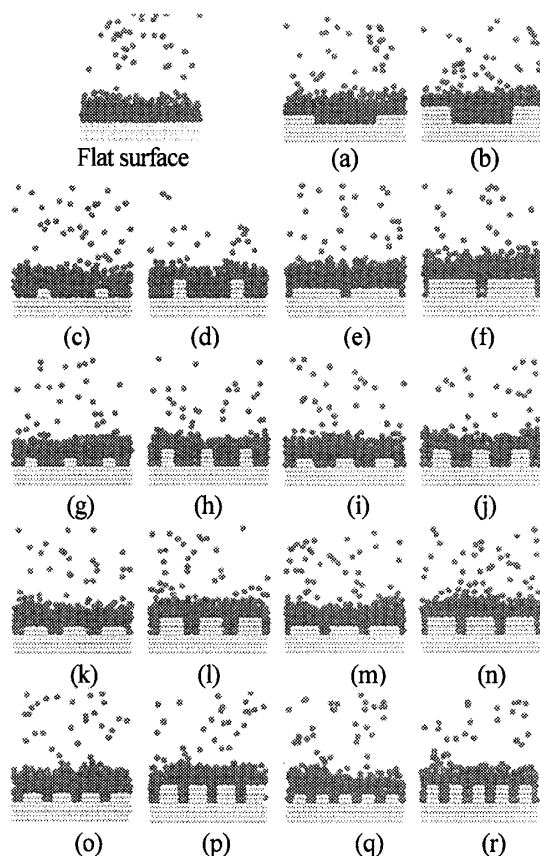 Flat surface (a) (b)
(c) (d) (e) (f)
(g) (h) (i) (j)
(k) (l) (m) (n)
(o) (p) (q) (r)